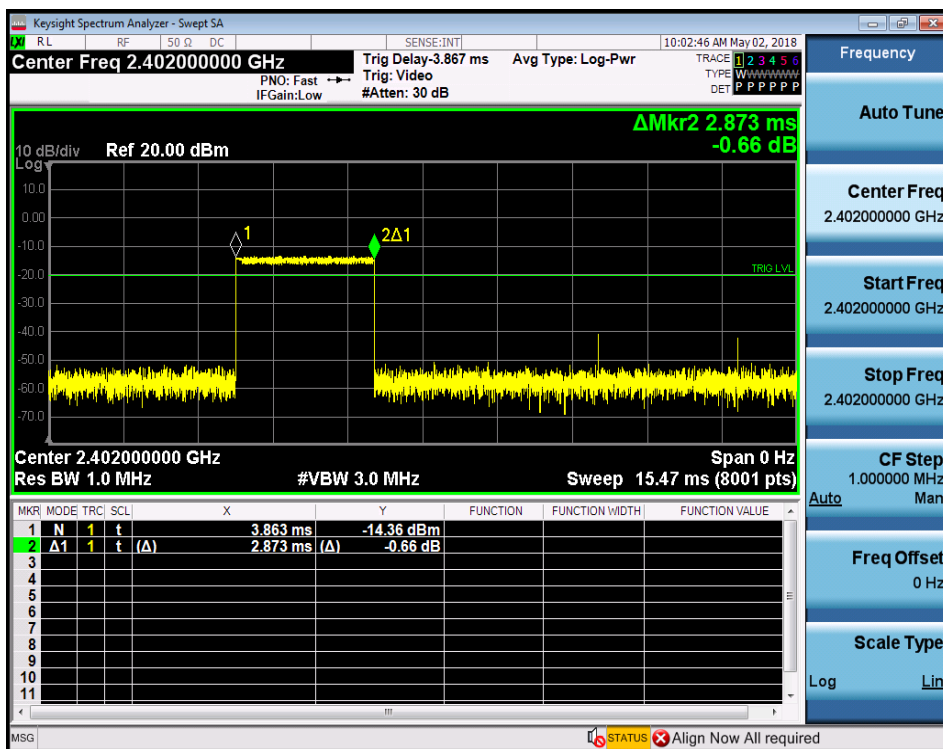 Keysight Spectrum Analyzer - Swept SA
LXI RL RF 50 Ω DC SENSE:INT 10:02:46 AM May 02, 2018
Center Freq 2.402000000 GHz
PNO: Fast
IFGain:Low
Trig Delay-3.867 ms
Trig: Video
#Atten: 30 dB
Avg Type: Log-Pwr
TRACE 1 2 3 4 5 6
TYPE WWWWWW
DET P P P P P P
ΔMkr2 2.873 ms
-0.66 dB
10 dB/div
Log
Ref 20.00 dBm
10.0
0.00
-10.0
-20.0
-30.0
-40.0
-50.0
-60.0
-70.0
1
2Δ1
TRIG LVL
Center 2.402000000 GHz Span 0 Hz
Res BW 1.0 MHz #VBW 3.0 MHz Sweep 15.47 ms (8001 pts)
MKR MODE TRC SCL X Y FUNCTION FUNCTION WIDTH FUNCTION VALUE
1 N 1 t 3.863 ms -14.36 dBm
2 Δ1 1 t (Δ) 2.873 ms (Δ) -0.66 dB
3
4
5
6
7
8
9
10
11
MSG STATUS Align Now All required
Frequency
Auto Tune
Center Freq
2.402000000 GHz
Start Freq
2.402000000 GHz
Stop Freq
2.402000000 GHz
CF Step
1.000000 MHz
Auto Man
Freq Offset
0 Hz
Scale Type
Log Lin